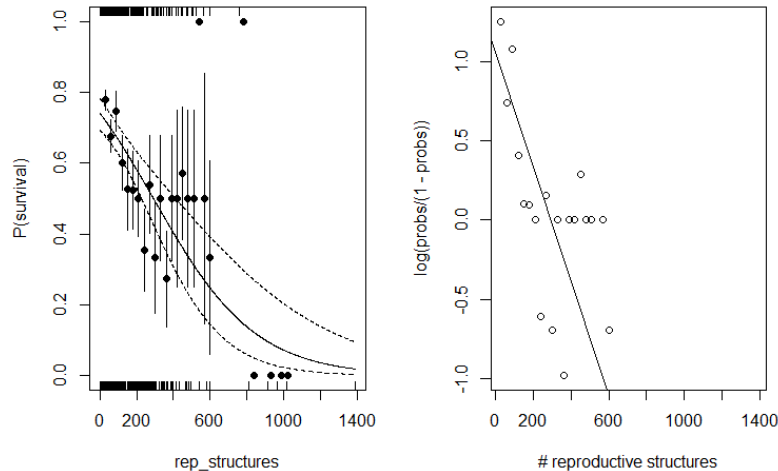 P(survival)
1.0
0.8
0.6
0.4
0.2
0.0
0 200 600 1000 1400
rep_structures
log(probs/(1 - probs))
1.0
0.5
0.0
-0.5
-1.0
200 600 1000 1400
# reproductive structures